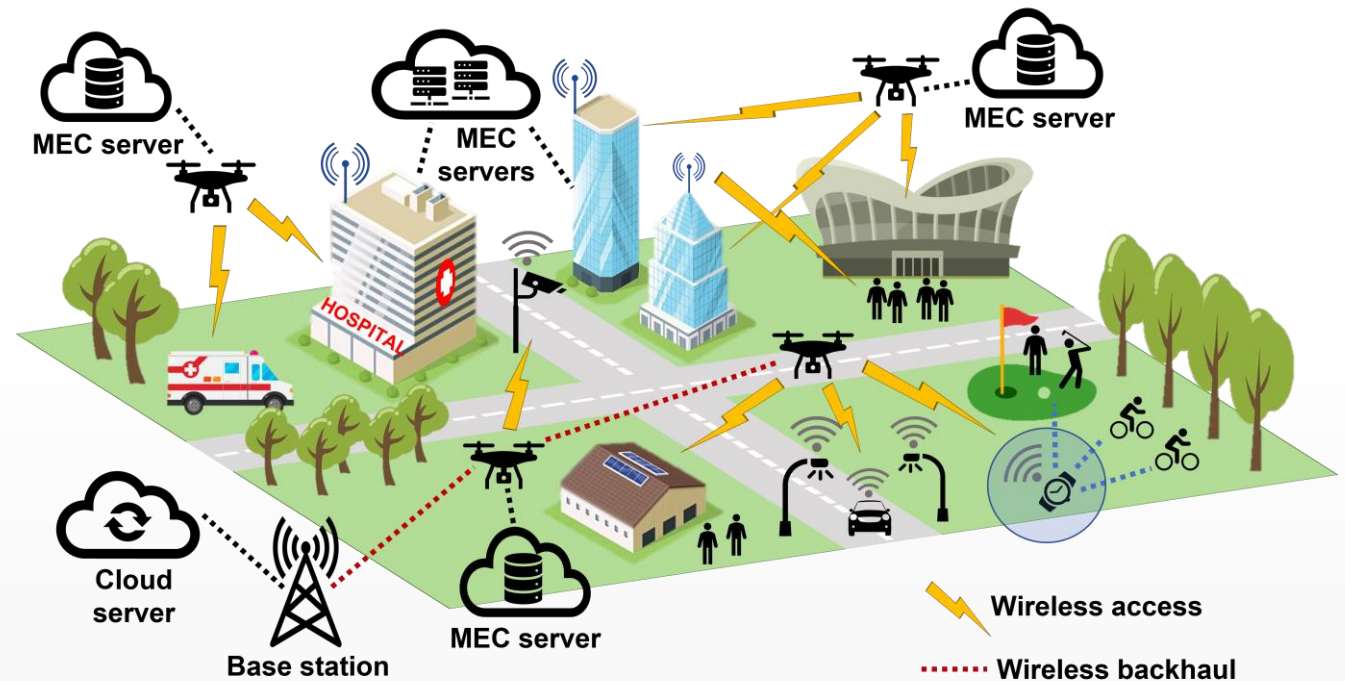 MEC server
MEC
servers
MEC server
HOSPITAL
Cloud
server
Base station
MEC server
Wireless access
Wireless backhaul